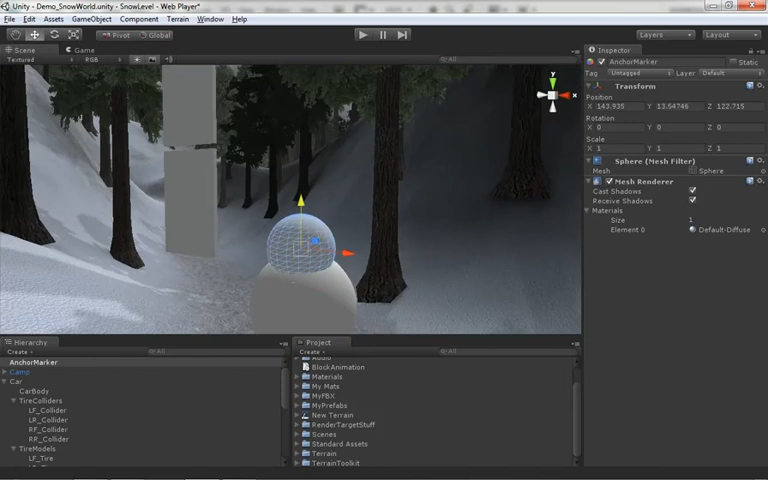 Unity - Demo_SnowWorld.unity - SnowLevel - Web Player*
File Edit Assets GameObject Component Terrain Window Help
Pivot Global Layers Layout
Scene Game
Textured RGB All
y
x
Inspector
AnchorMarker Static
Tag Untagged Layer Default
Transform
Position
X 143.935 Y 13.54746 Z 122.715
Rotation
X 0 Y 0 Z 0
Scale
X 1 Y 1 Z 1
Sphere (Mesh Filter)
Mesh Sphere
Mesh Renderer
Cast Shadows
Receive Shadows
Materials
Size 1
Element 0 Default-Diffuse
Hierarchy
Create All
AnchorMarker
Camp
Car
CarBody
TireColliders
LF_Collider
LR_Collider
RF_Collider
RR_Collider
TireModels
LF_Tire
Project
Create All
Audio
BlockAnimation
Materials
My Mats
MyFBX
MyPrefabs
New Terrain
RenderTargetStuff
Scenes
Standard Assets
Terrain
TerrainToolkit